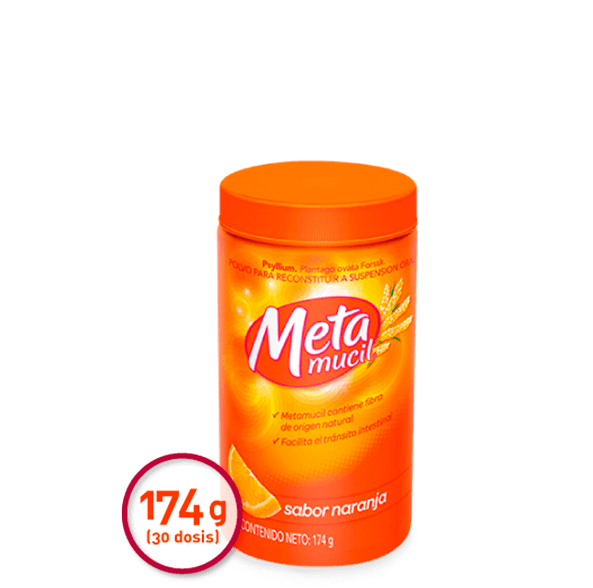 Psyllium. Plantago ovata Forssk.
POLVO PARA RECONSTITUIR A SUSPENSION ORAL
Meta
mucil
✓ Metamucil contiene fibra
de origen natural
✓ Facilita el tránsito intestinal
sabor naranja
CONTENIDO NETO: 174 g
174 g
(30 dosis)